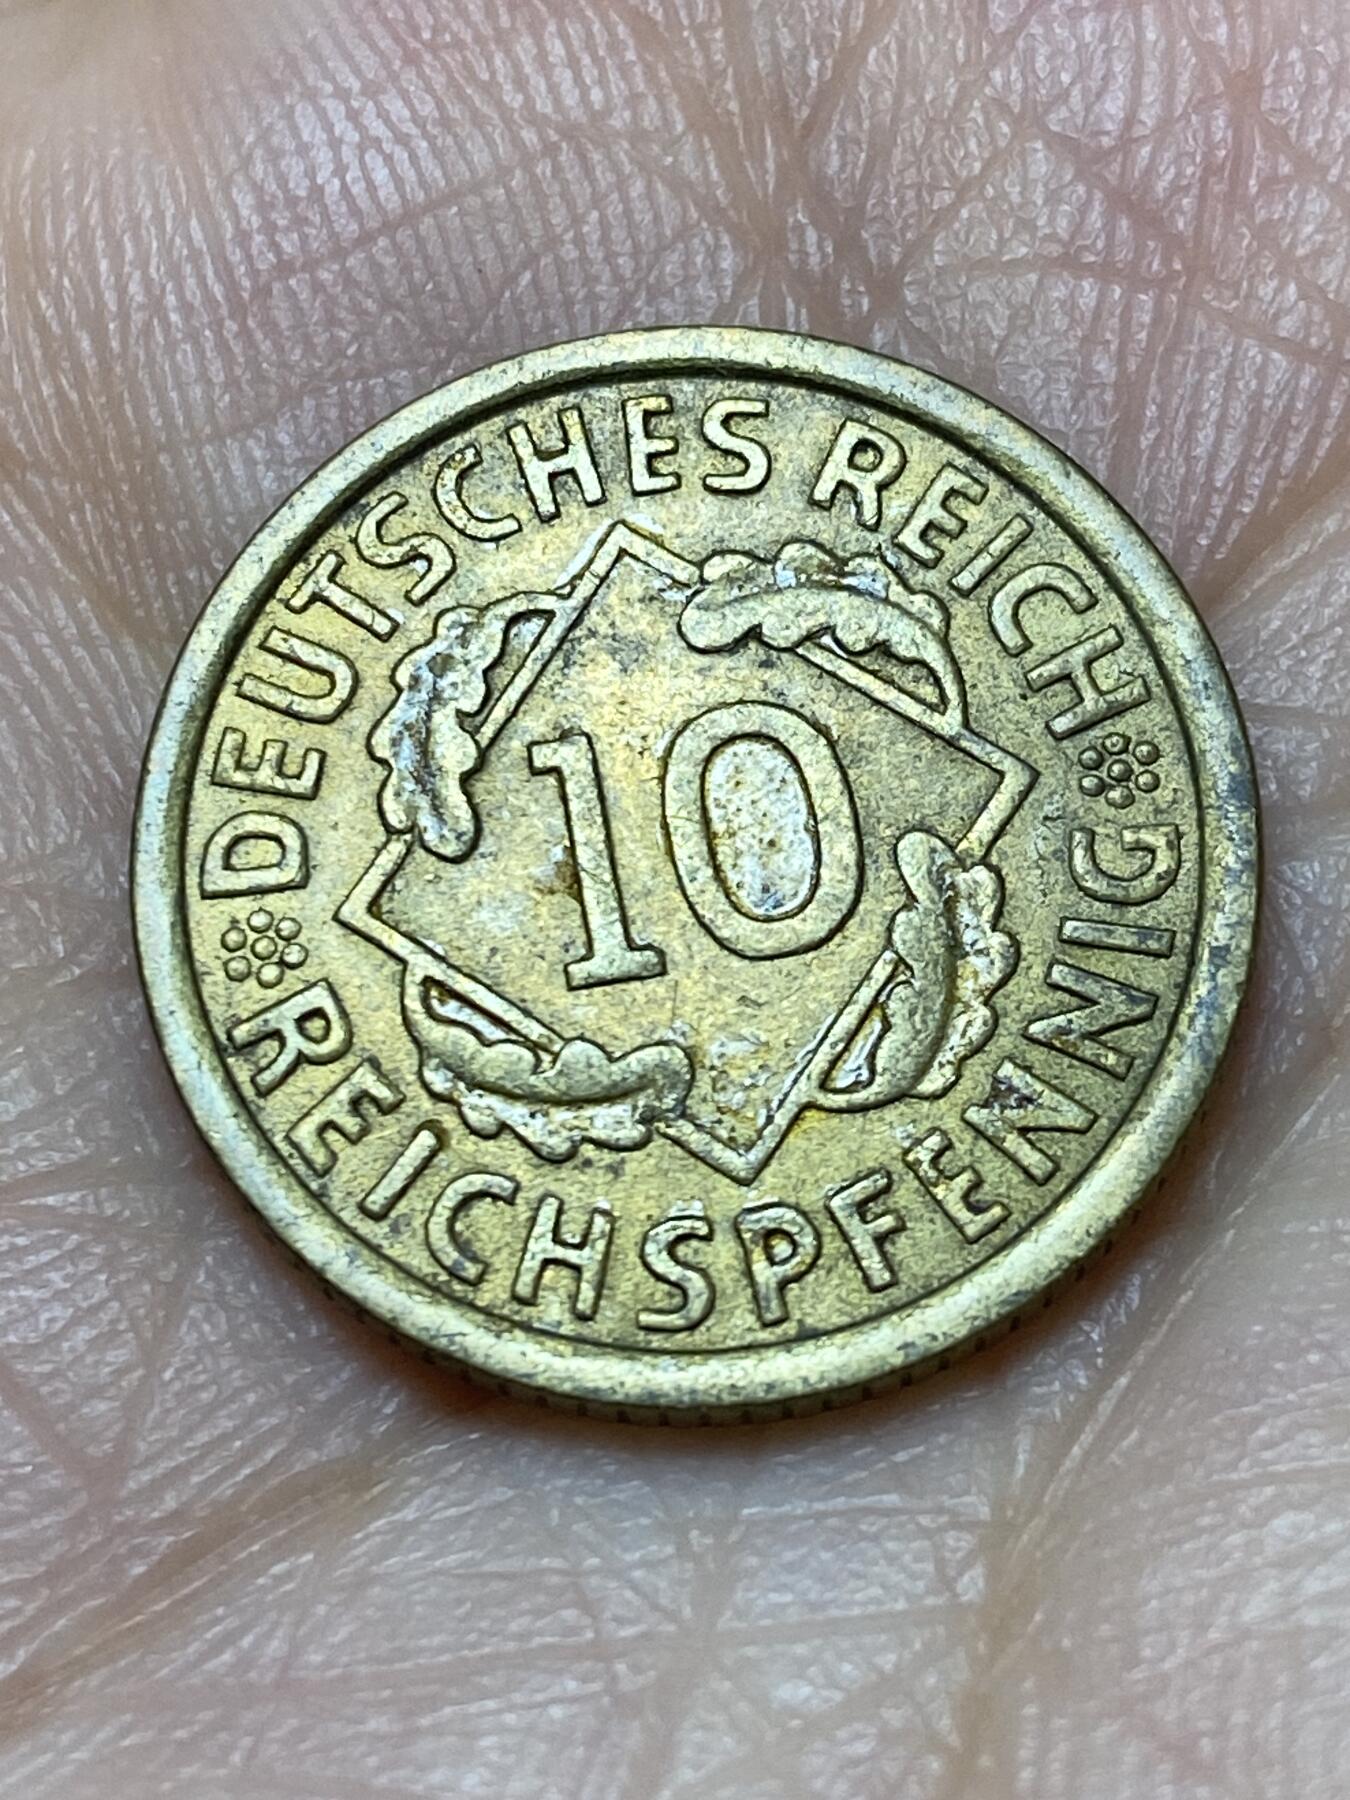 DEUTSCHES REICH
10
REICHSPFENNIG